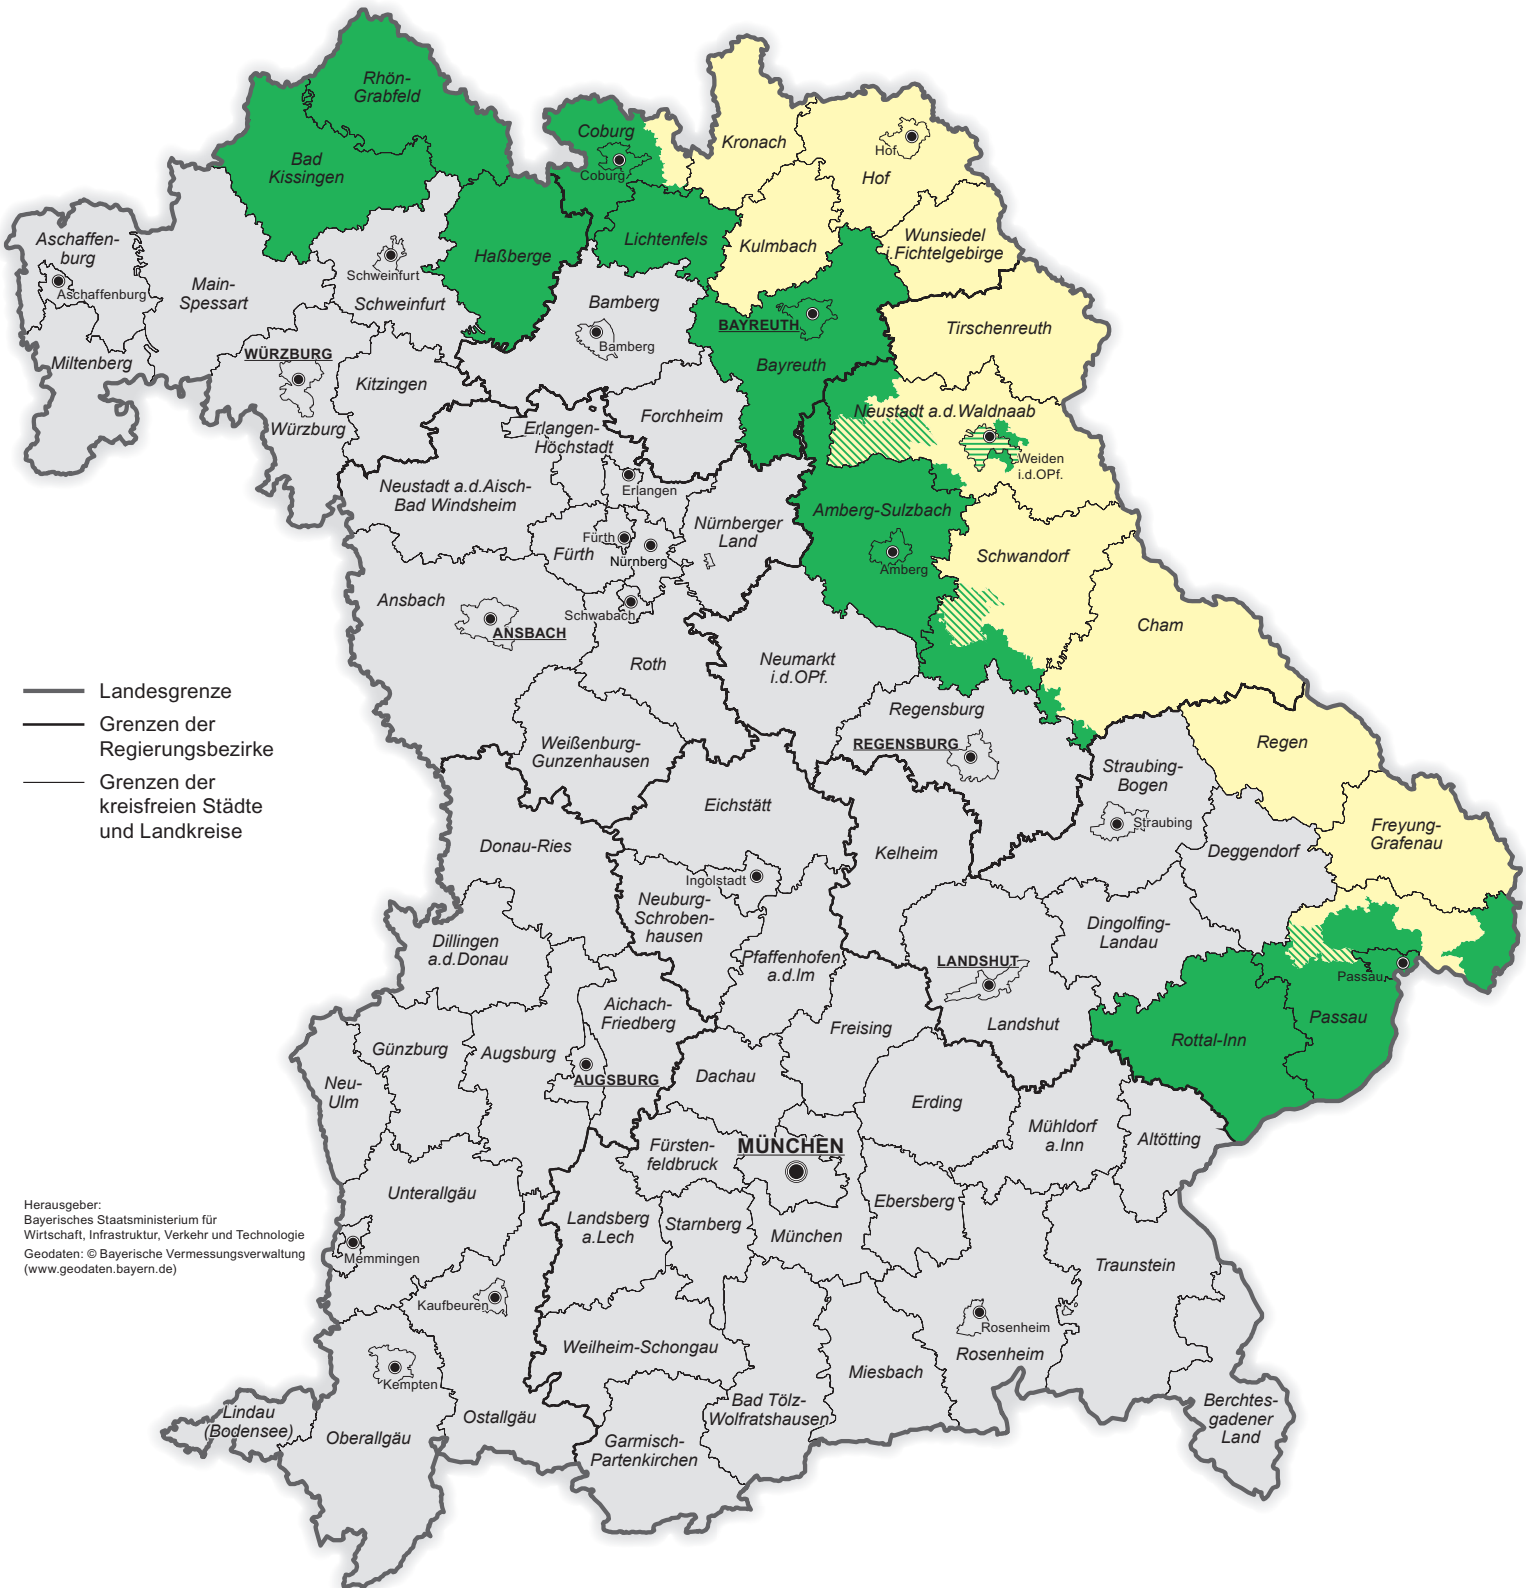 Rhön-
Grabfeld
Bad
Kissingen
Coburg
Coburg
Kronach
Hof
Hof
Lichtenfels
Kulmbach
Wunsiedel
i.Fichtelgebirge
Haßberge
Aschaffen-
burg
Aschaffenburg
Main-
Spessart
Schweinfurt
Schweinfurt
Bamberg
Bamberg
BAYREUTH
Bayreuth
Tirschenreuth
Miltenberg
WÜRZBURG
Würzburg
Kitzingen
Forchheim
Erlangen-
Höchstadt
Erlangen
Neustadt a.d.Waldnaab
Weiden
i.d.OPf.
Neustadt a.d.Aisch-
Bad Windsheim
Fürth
Fürth
Nürnberg
Nürnberger
Land
Amberg-Sulzbach
Amberg
Schwandorf
Cham
Ansbach
ANSBACH
Schwabach
Roth
Neumarkt
i.d.OPf.
Landesgrenze
Grenzen der
Regierungsbezirke
Grenzen der
kreisfreien Städte
und Landkreise
Weißenburg-
Gunzenhausen
Regensburg
REGENSBURG
Straubing-
Bogen
Straubing
Regen
Freyung-
Grafenau
Deggendorf
Donau-Ries
Eichstätt
Kelheim
Ingolstadt
Neuburg-
Schroben-
hausen
Dillingen
a.d.Donau
Pfaffenhofen
a.d.Im
LANDSHUT
Landshut
Dingolfing-
Landau
Passau
Passau
Rottal-Inn
Aichach-
Friedberg
Freising
Günzburg
Augsburg
AUGSBURG
Neu-
Ulm
Dachau
Erding
Mühldorf
a.Inn
Altötting
Fürsten-
feldbruck
MÜNCHEN
München
Ebersberg
Unterallgäu
Memmingen
Landsberg
a.Lech
Starnberg
Traunstein
Herausgeber:
Bayerisches Staatsministerium für
Wirtschaft, Infrastruktur, Verkehr und Technologie
Geodaten: © Bayerische Vermessungsverwaltung
(www.geodaten.bayern.de)
Kaufbeuren
Kempten
Weilheim-Schongau
Rosenheim
Rosenheim
Miesbach
Bad Tölz-
Wolfratshausen
Lindau
(Bodensee)
Oberallgäu
Ostallgäu
Garmisch-
Partenkirchen
Berchtes-
gadener
Land